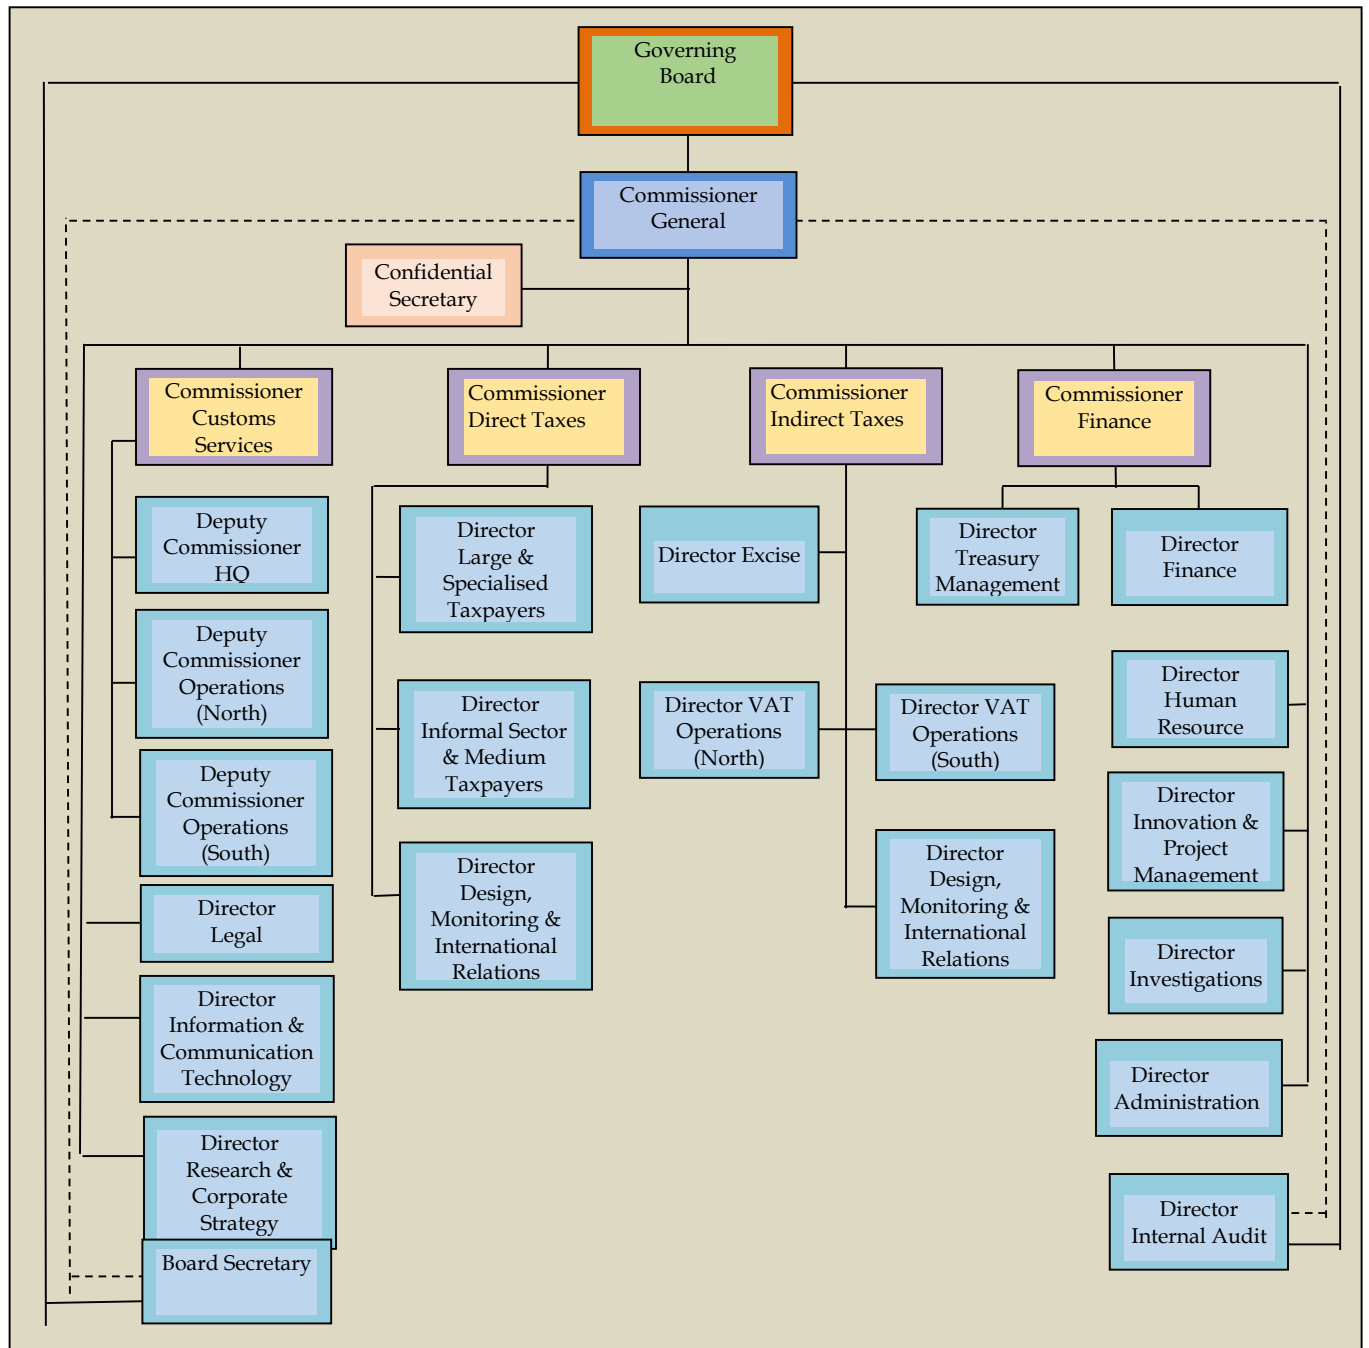 Governing
Board
Commissioner
General
Confidential
Secretary
Commissioner
Customs
Services
Commissioner
Direct Taxes
Commissioner
Indirect Taxes
Commissioner
Finance
Deputy
Commissioner
HQ
Deputy
Commissioner
Operations
(North)
Deputy
Commissioner
Operations
(South)
Director
Legal
Director
Information &
Communication
Technology
Director
Research &
Corporate
Strategy
Board Secretary
Director
Large &
Specialised
Taxpayers
Director
Informal Sector
& Medium
Taxpayers
Director
Design,
Monitoring &
International
Relations
Director Excise
Director VAT
Operations
(North)
Director VAT
Operations
(South)
Director
Design,
Monitoring &
International
Relations
Director
Treasury
Management
Director
Finance
Director
Human
Resource
Director
Innovation &
Project
Management
Director
Investigations
Director
Administration
Director
Internal Audit